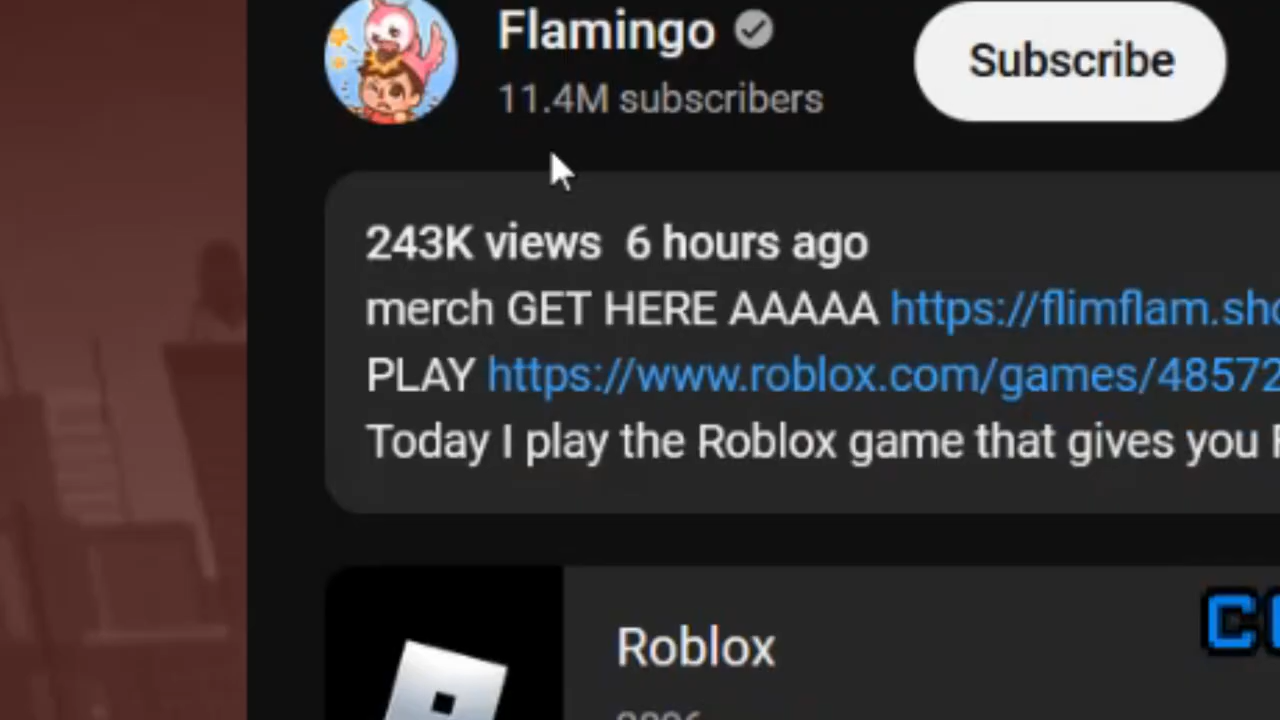 Flamingo
11.4M subscribers
Subscribe
243K views 6 hours ago
merch GET HERE AAAAA https://flimflam.sho
PLAY https://www.roblox.com/games/48572
Today I play the Roblox game that gives you
Roblox